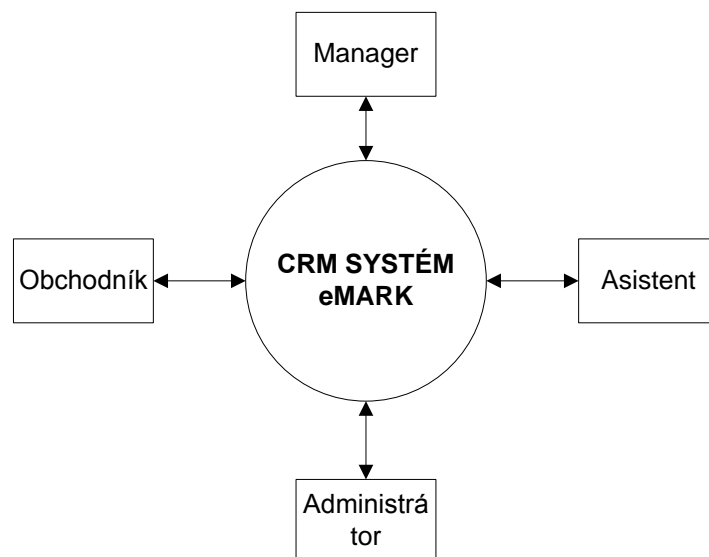 Manager
Obchodník
CRM SYSTÉM
eMARK
Asistent
Administrá
tor